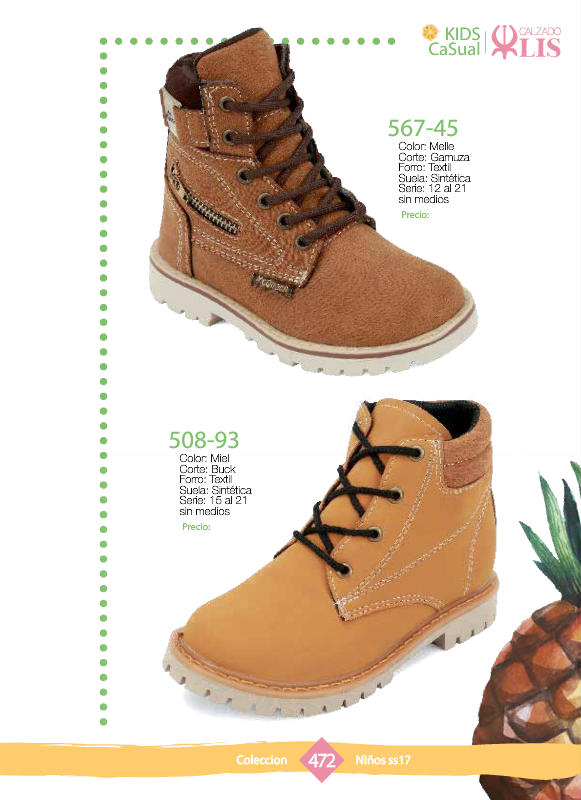 KIDS
CaSual
CALZADO
LIS
567-45
Color: Melle
Corte: Gamuza
Forro: Textil
Suela: Sintética
Serie: 12 al 21
sin medios
Precio:
508-93
Color: Miel
Corte: Buck
Forro: Textil
Suela: Sintética
Serie: 15 al 21
sin medios
Precio:
Coleccion 472 Niños ss17